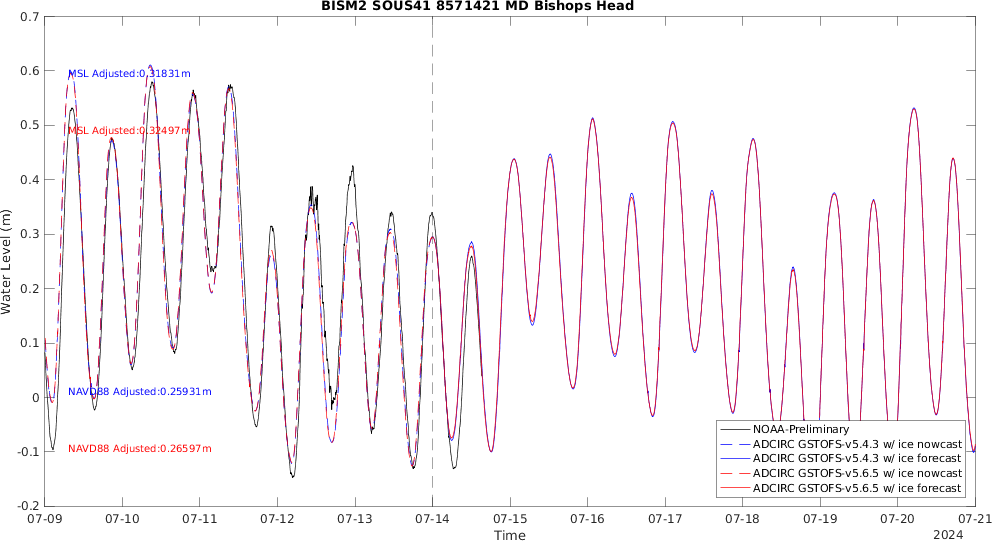 BISM2 SOUS41 8571421 MD Bishops Head
0.7
0.6
0.5
0.4
0.3
0.2
0.1
0
-0.1
-0.2
Water Level (m)
MSL Adjusted:0.31831m
MSL Adjusted:0.32497m
NAVD88 Adjusted:0.25931m
NAVD88 Adjusted:0.26597m
NOAA-Preliminary
ADCIRC GSTOFS-v5.4.3 w/ ice nowcast
ADCIRC GSTOFS-v5.4.3 w/ ice forecast
ADCIRC GSTOFS-v5.6.5 w/ ice nowcast
ADCIRC GSTOFS-v5.6.5 w/ ice forecast
07-09 07-10 07-11 07-12 07-13 07-14 07-15 07-16 07-17 07-18 07-19 07-20 07-21
Time
2024